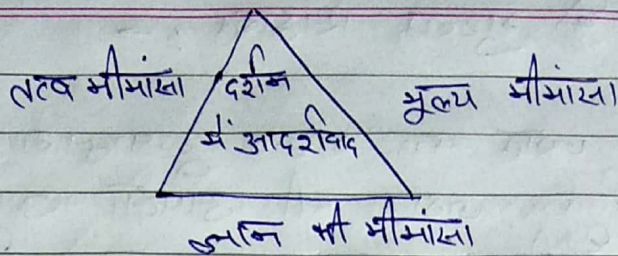 तत्व मीमांसा
दर्शन
में आदर्शवाद
मूल्य मीमांसा
ज्ञान की मीमांसा